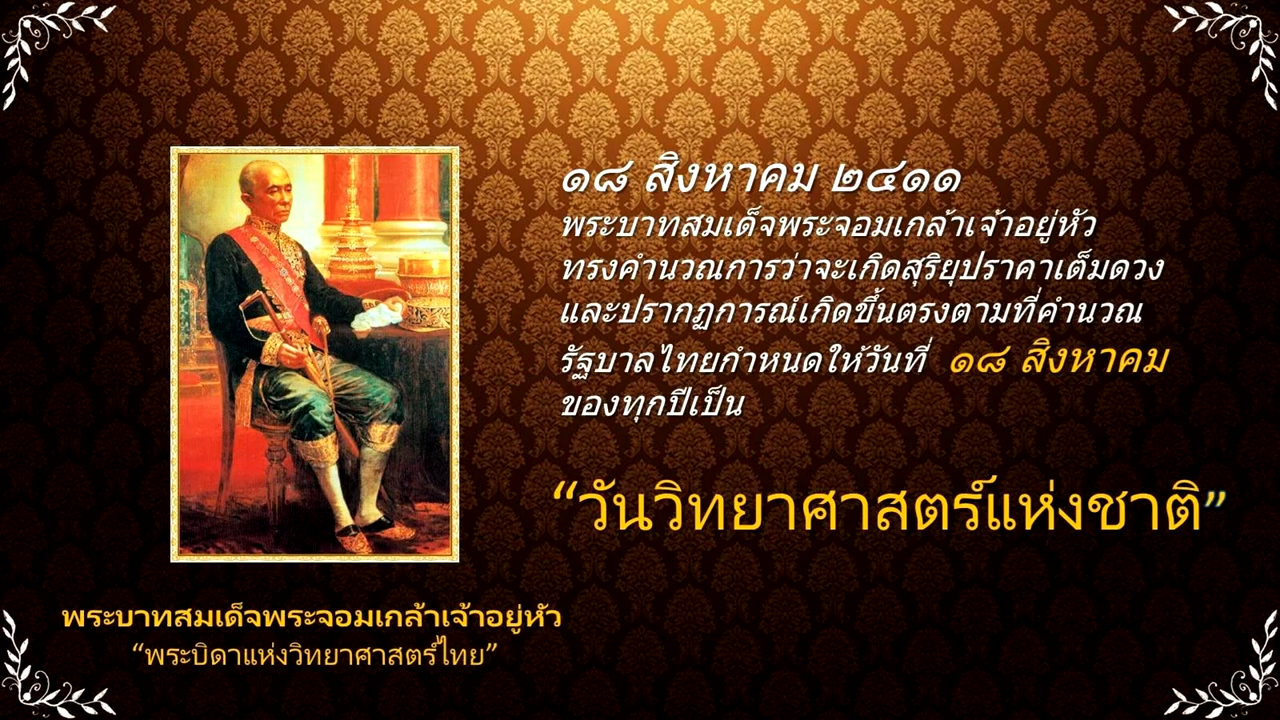 ๑๘ สิงหาคม ๒๔๑๑
พระบาทสมเด็จพระจอมเกล้าเจ้าอยู่หัว
ทรงคำนวณการว่าจะเกิดสุริยุปราคาเต็มดวง
และปรากฏการณ์เกิดขึ้นตรงตามที่คำนวณ
รัฐบาลไทยกำหนดให้วันที่ ๑๘ สิงหาคม
ของทุกปีเป็น
“วันวิทยาศาสตร์แห่งชาติ”
พระบาทสมเด็จพระจอมเกล้าเจ้าอยู่หัว
“พระบิดาแห่งวิทยาศาสตร์ไทย”